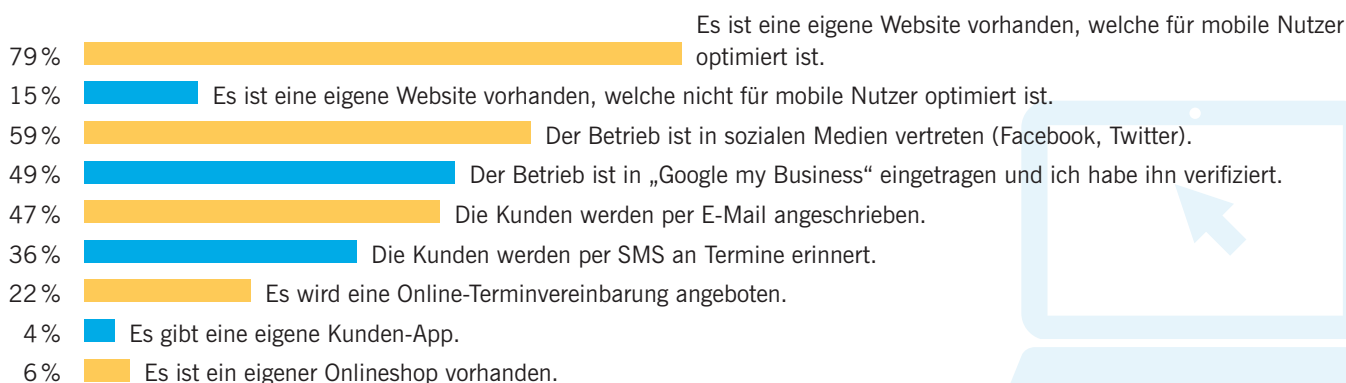 Es ist eine eigene Website vorhanden, welche für mobile Nutzer
79 % optimiert ist.
15 % Es ist eine eigene Website vorhanden, welche nicht für mobile Nutzer optimiert ist.
59 % Der Betrieb ist in sozialen Medien vertreten (Facebook, Twitter).
49 % Der Betrieb ist in „Google my Business“ eingetragen und ich habe ihn verifiziert.
47 % Die Kunden werden per E-Mail angeschrieben.
36 % Die Kunden werden per SMS an Termine erinnert.
22 % Es wird eine Online-Terminvereinbarung angeboten.
4 % Es gibt eine eigene Kunden-App.
6 % Es ist ein eigener Onlineshop vorhanden.